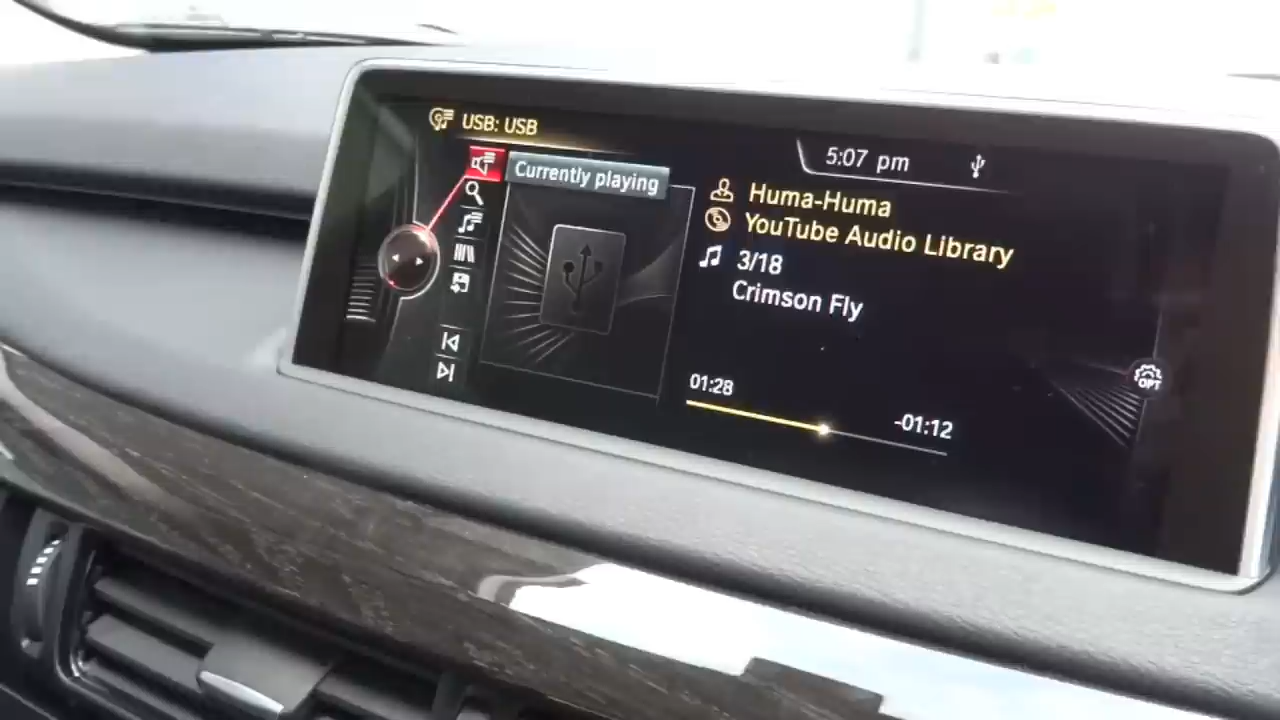 USB: USB
5:07 pm
Currently playing
Huma-Huma
YouTube Audio Library
3/18
Crimson Fly
01:28
-01:12
OPT